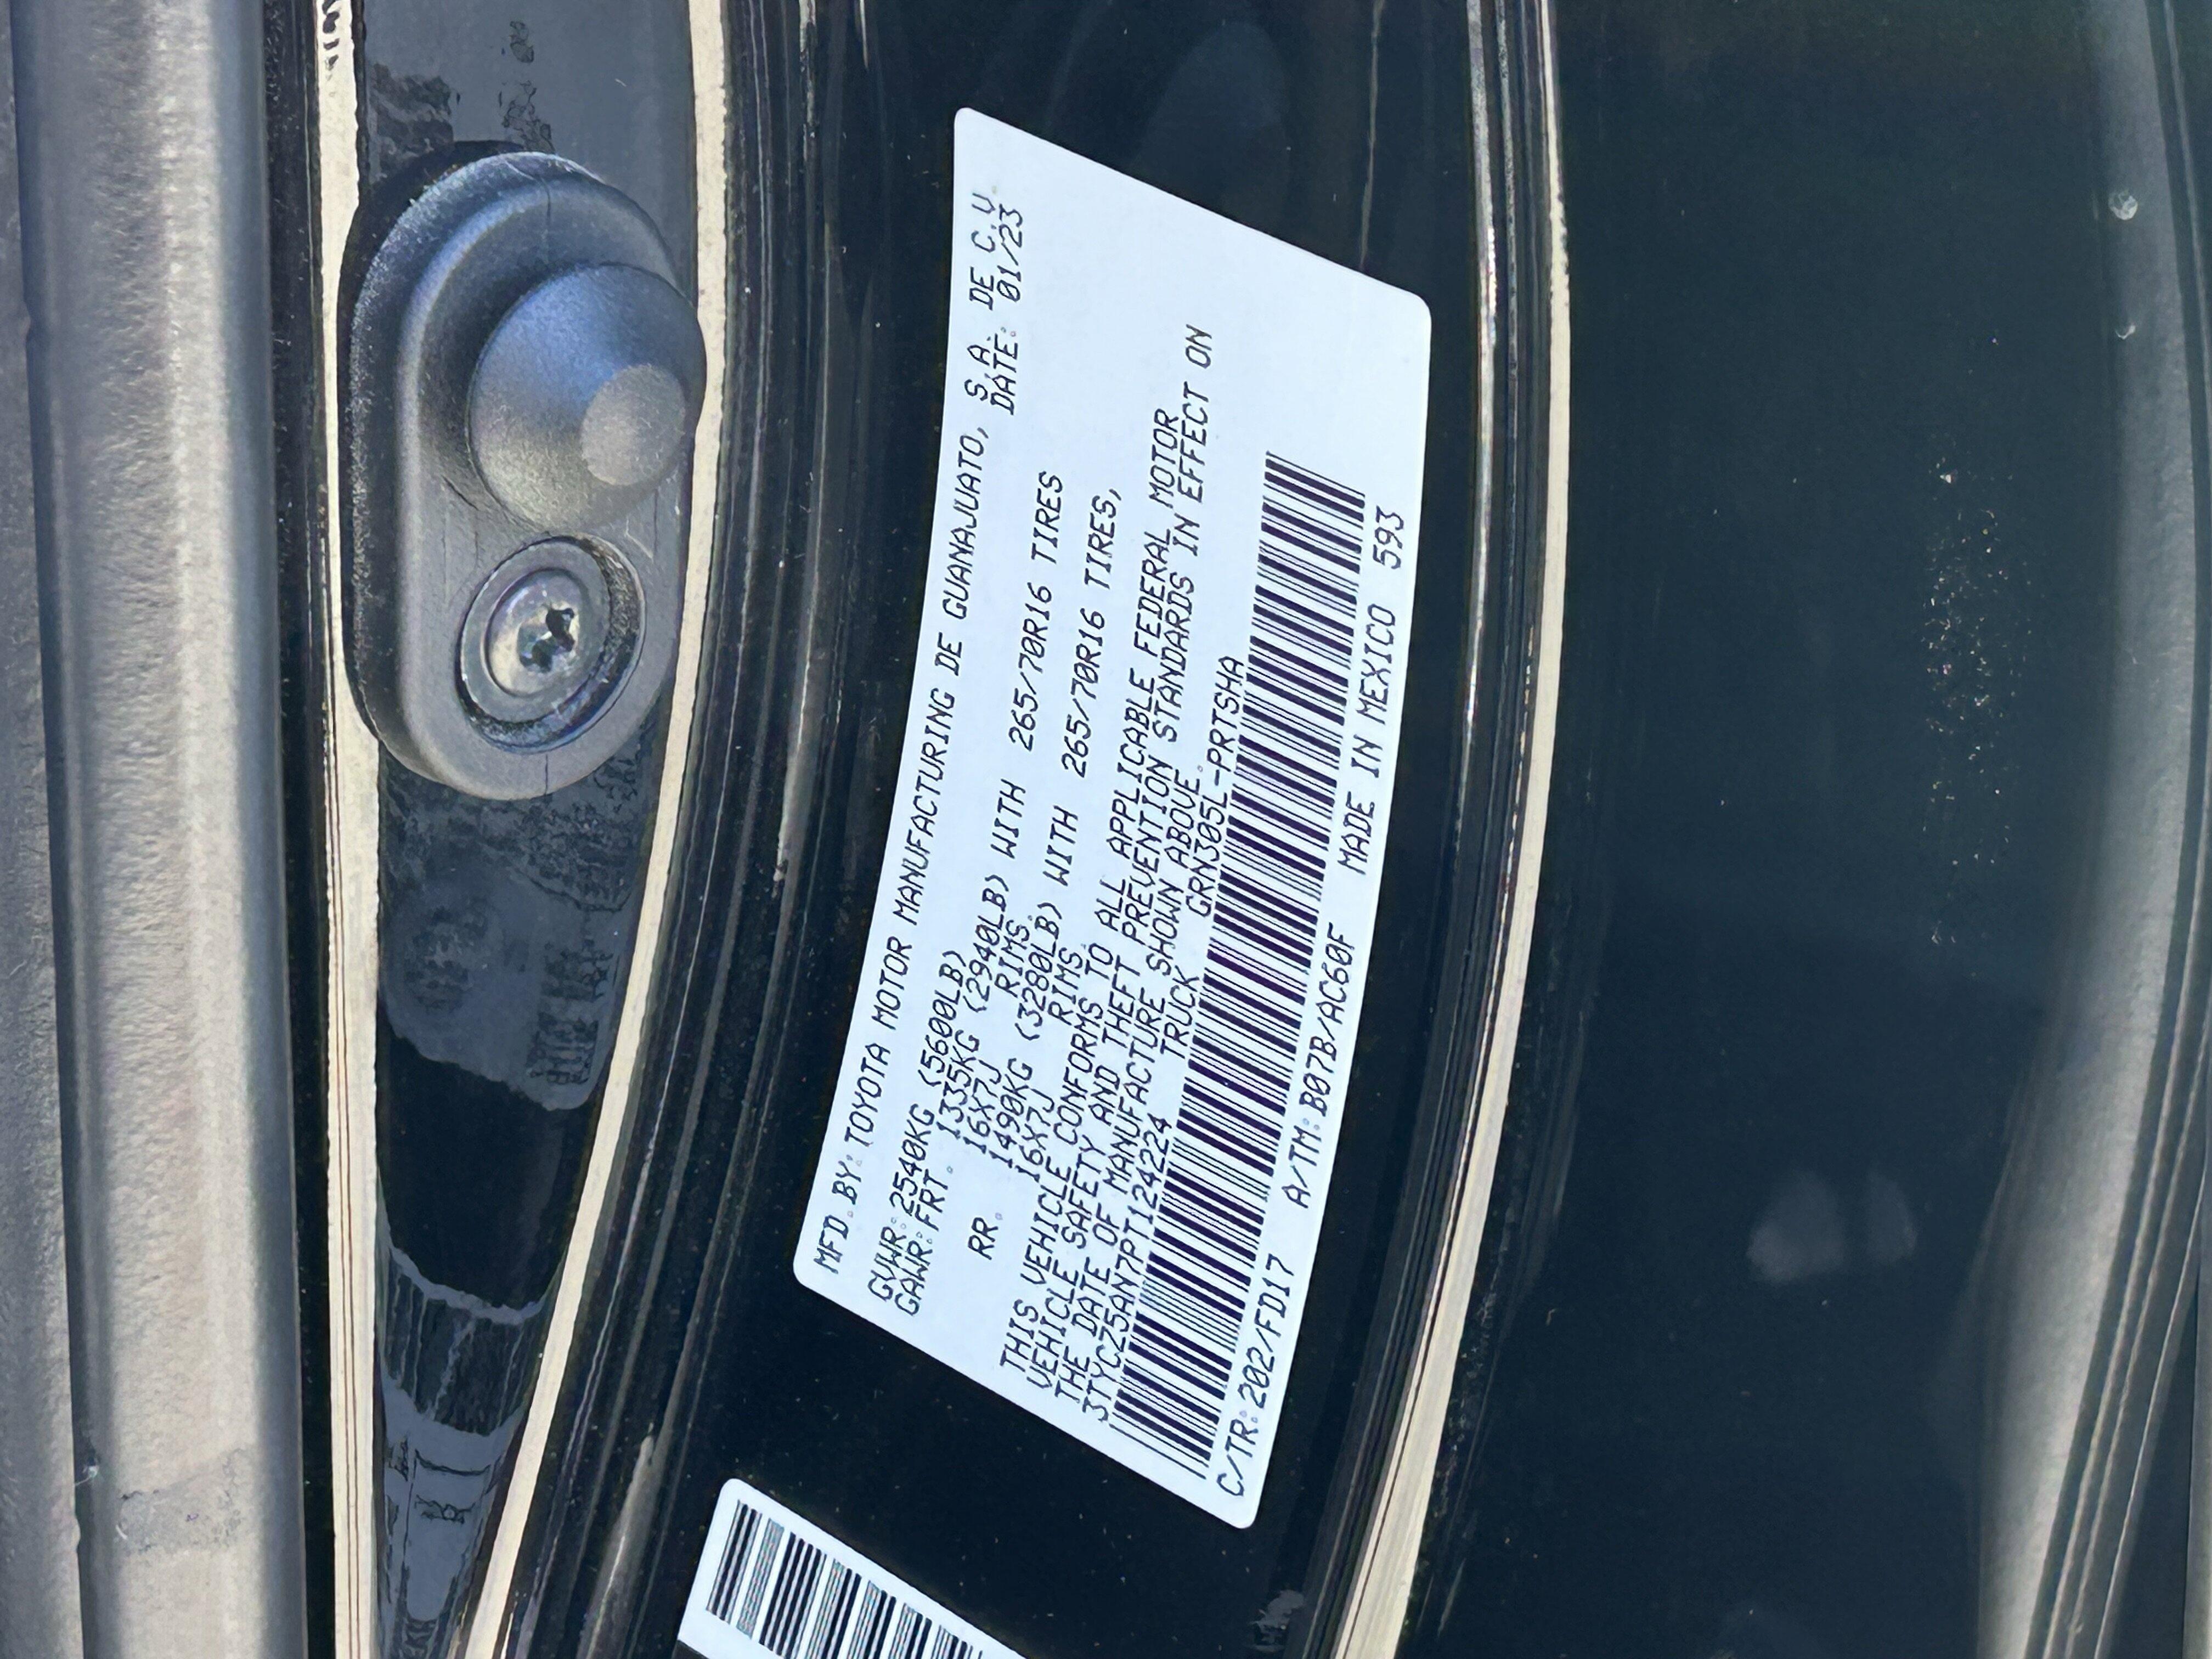 MFD.BY:TOYOTA MOTOR MANUFACTURING DE GUANAJUATO, S.A. DE C.V.
DATE: 01/23
GVWR:2540KG (5600LB)
GAWR:FRT. 1335KG (2940LB) WITH 265/70R16 TIRES
16X7J RIMS.
RR. 1490KG (3280LB) WITH 265/70R16 TIRES,
16X7J RIMS.
THIS VEHICLE CONFORMS TO ALL APPLICABLE FEDERAL MOTOR
VEHICLE SAFETY AND THEFT PREVENTION STANDARDS IN EFFECT ON
THE DATE OF MANUFACTURE SHOWN ABOVE.
3TYCZ5AN7PT124224 TRUCK GRN305L-PRTSHA
C/TR:202/FD17 A/TM:B07B/AC60F MADE IN MEXICO 593